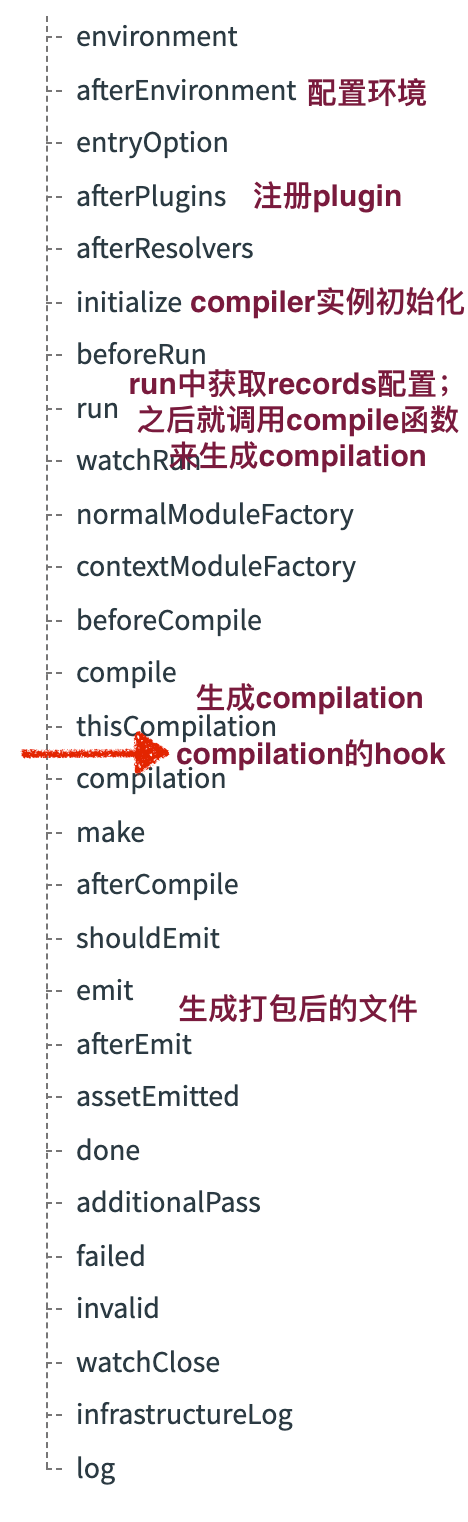 environment
afterEnvironment 配置环境
entryOption
afterPlugins 注册plugin
afterResolvers
initialize compiler实例初始化
beforeRun
run中获取records配置；
run 之后就调用compile函数
watchRun 来生成compilation
normalModuleFactory
contextModuleFactory
beforeCompile
compile
生成compilation
thisCompilation
compilation的hook
compilation
make
afterCompile
shouldEmit
emit
生成打包后的文件
afterEmit
assetEmitted
done
additionalPass
failed
invalid
watchClose
infrastructureLog
log